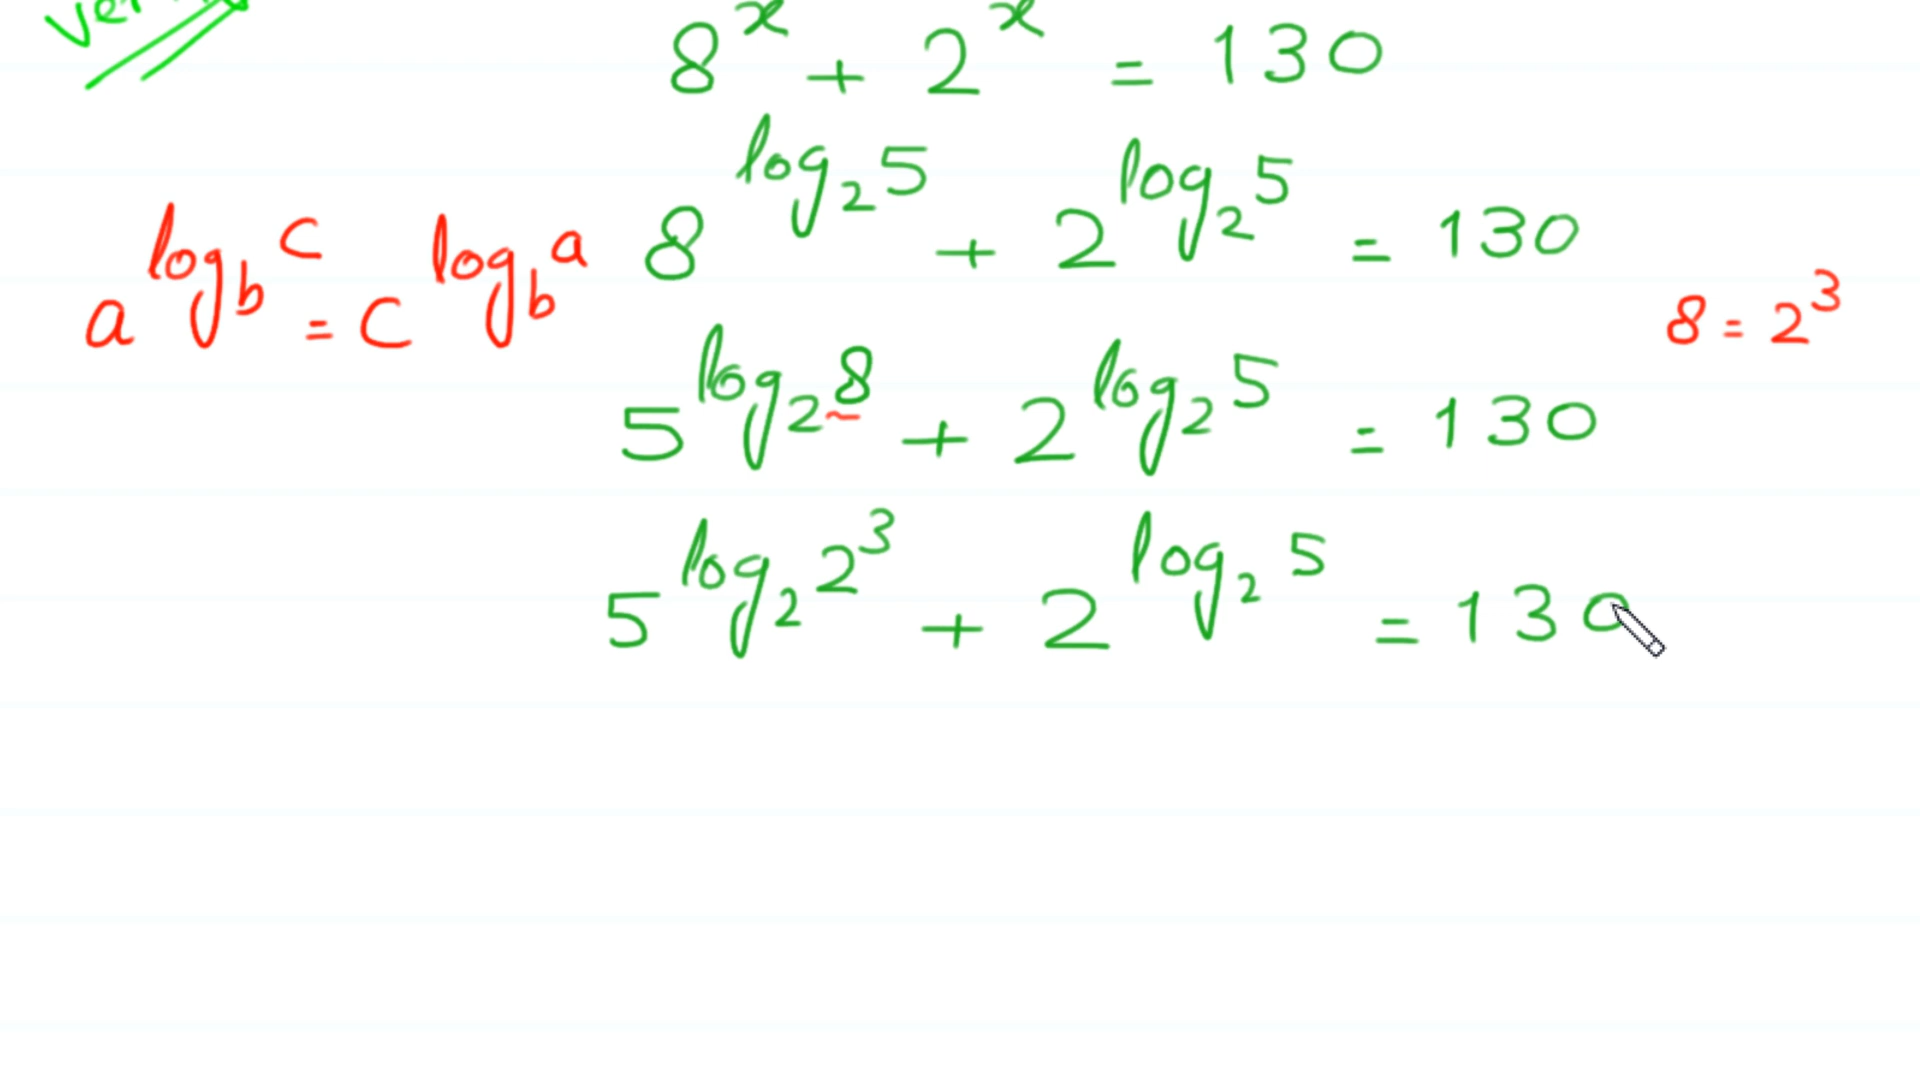 8^x + 2^x = 130
8^{log_2 5} + 2^{log_2 5} = 130
a^{log_b c} = c^{log_b a}
8 = 2^3
5^{log_2 8} + 2^{log_2 5} = 130
5^{log_2 2^3} + 2^{log_2 5} = 130